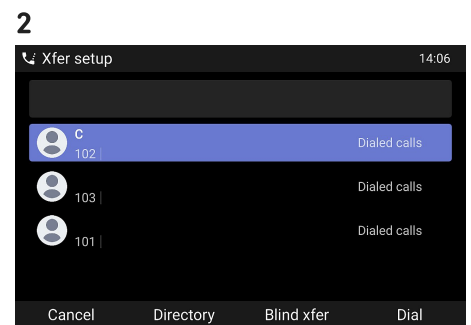 2
Xfer setup 14:06
C
102 | Dialed calls
103 | Dialed calls
101 | Dialed calls
Cancel Directory Blind xfer Dial